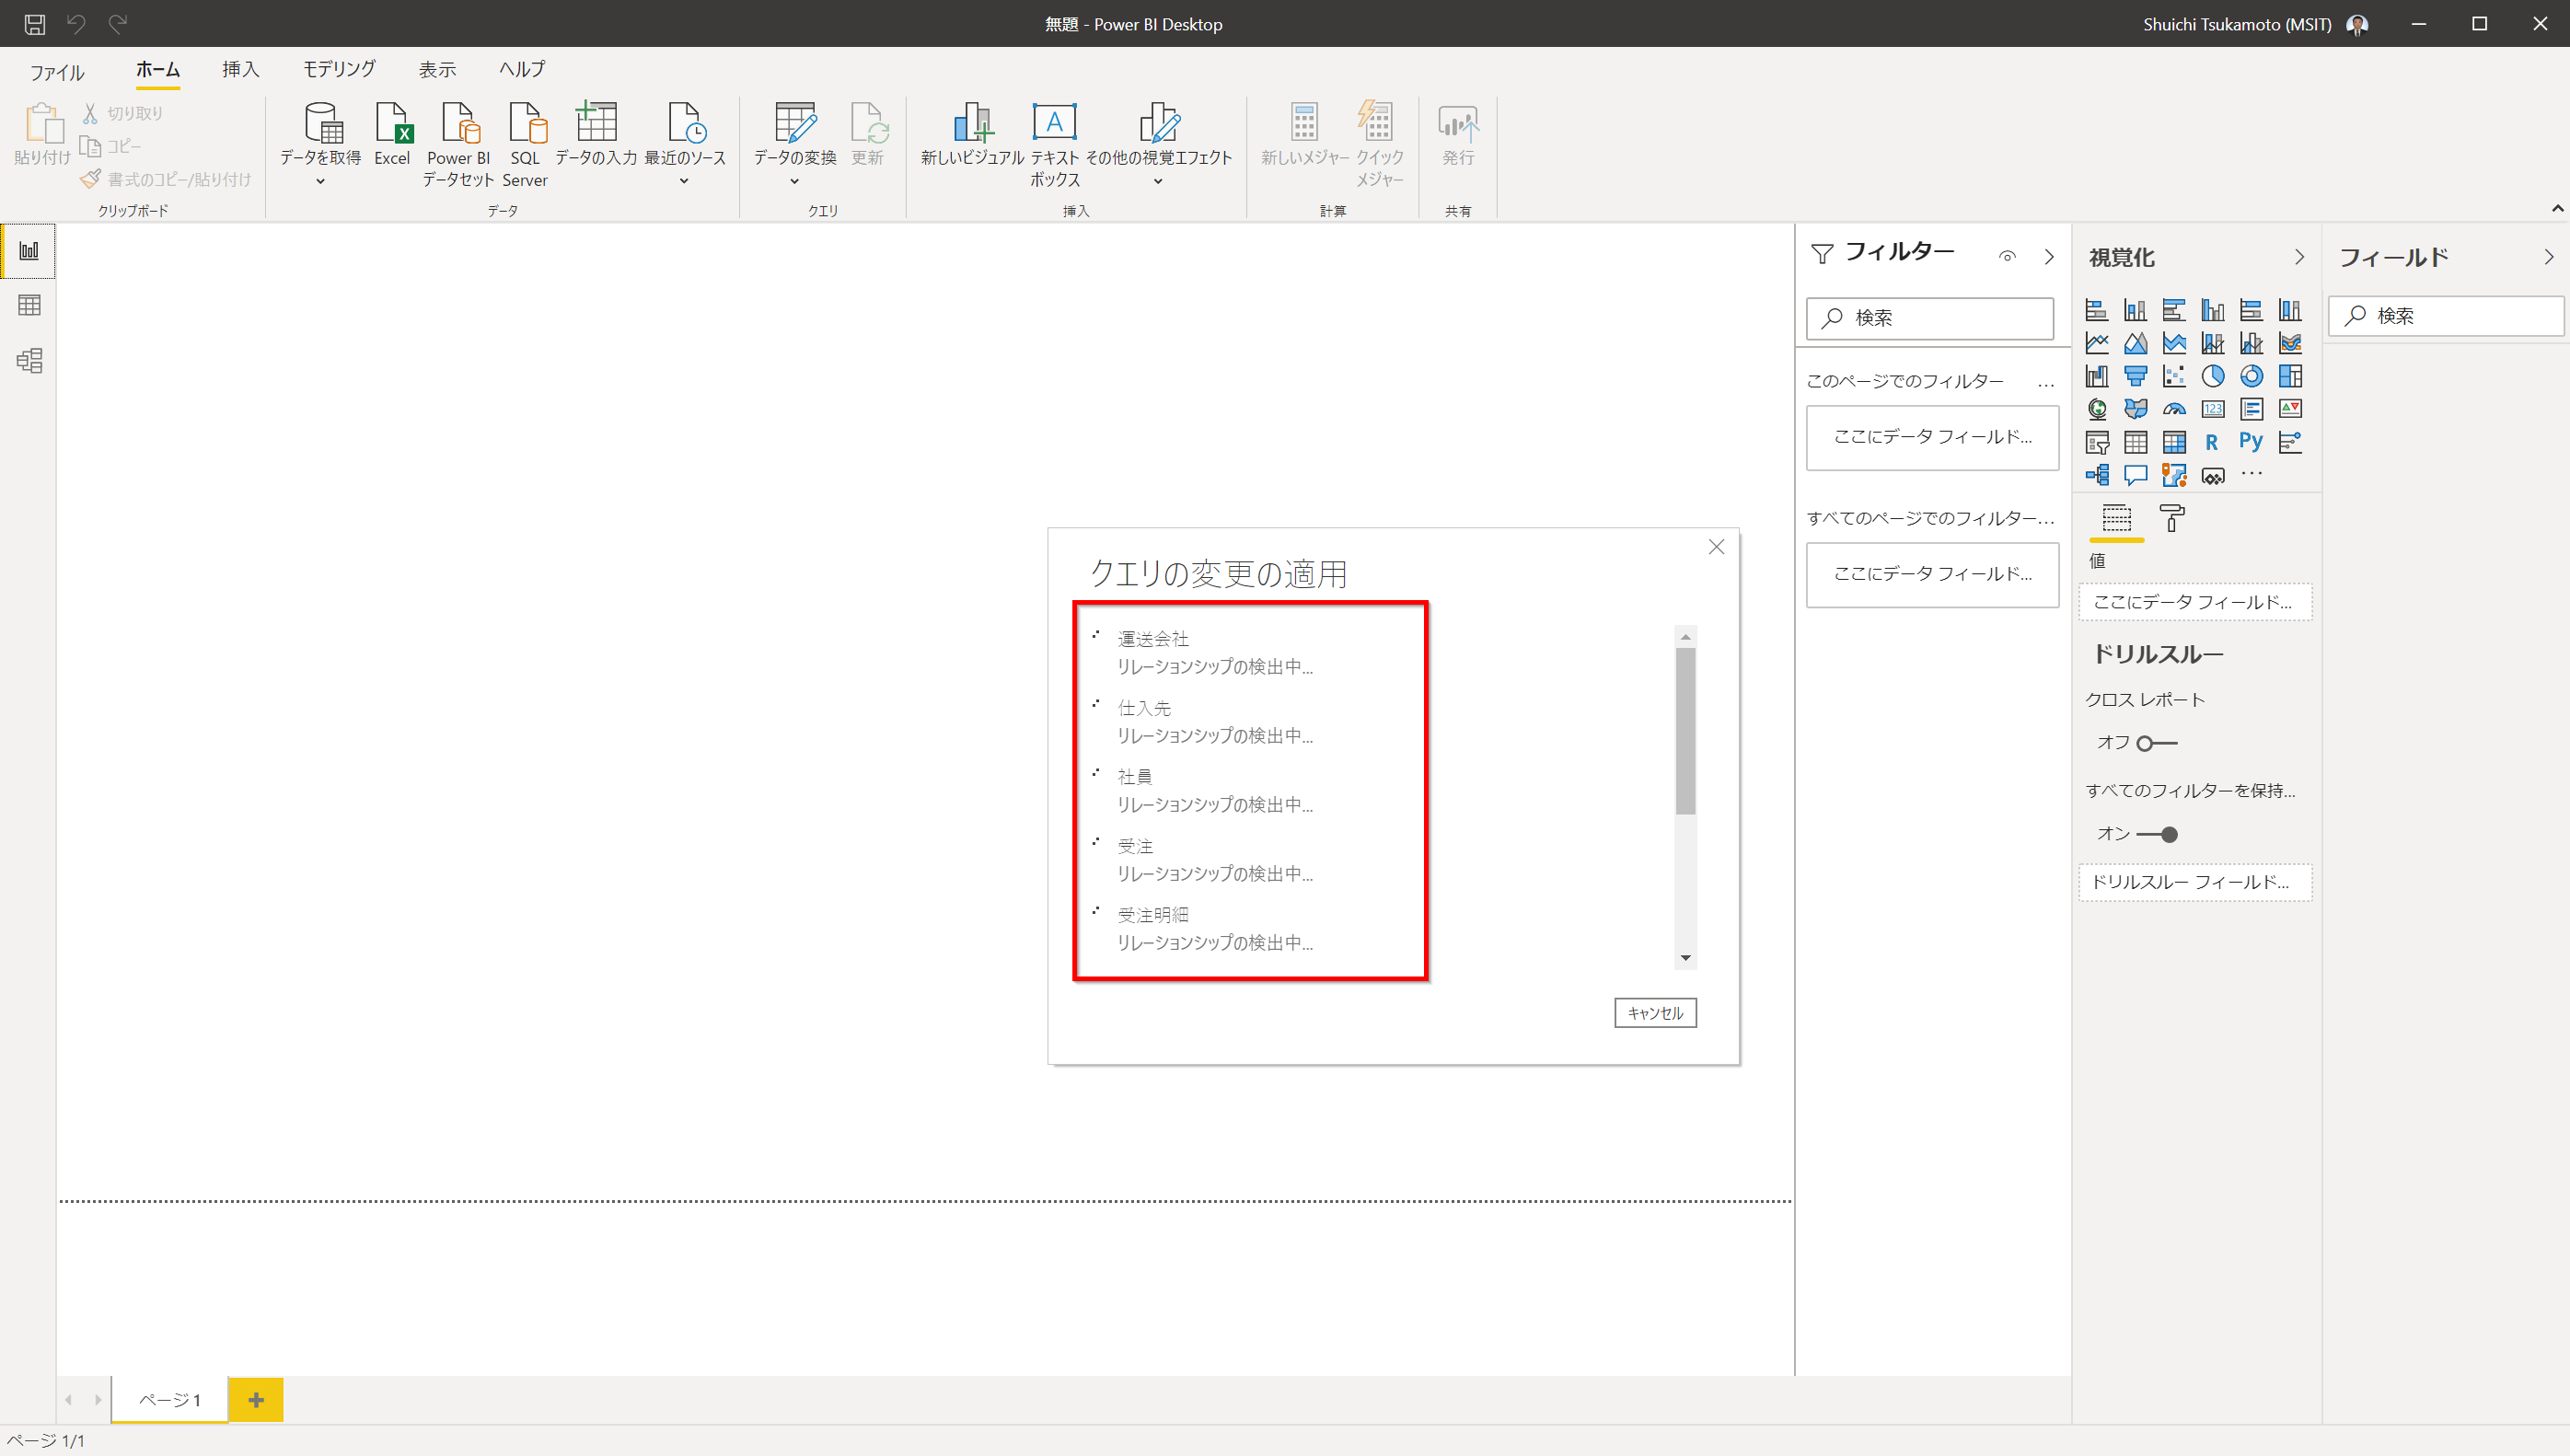 無題 - Power BI Desktop
Shuichi Tsukamoto (MSIT)
ファイル
ホーム
挿入
モデリング
表示
ヘルプ
貼り付け
切り取り
コピー
書式のコピー/貼り付け
クリップボード
データを取得
Excel
Power BI
データセット
SQL
Server
データの入力
最近のソース
データ
データの変換
更新
クエリ
新しいビジュアル
テキスト
ボックス
その他の視覚エフェクト
挿入
新しいメジャー
クイック
メジャー
計算
発行
共有
フィルター
検索
このページでのフィルター ...
ここにデータ フィールド...
すべてのページでのフィルター...
ここにデータ フィールド...
視覚化
123
R
Py
...
値
ここにデータ フィールド...
ドリルスルー
クロス レポート
オフ
すべてのフィルターを保持...
オン
ドリルスルー フィールド...
フィールド
検索
クエリの変更の適用
運送会社
リレーションシップの検出中...
仕入先
リレーションシップの検出中...
社員
リレーションシップの検出中...
受注
リレーションシップの検出中...
受注明細
リレーションシップの検出中...
キャンセル
ページ 1
ページ 1/1